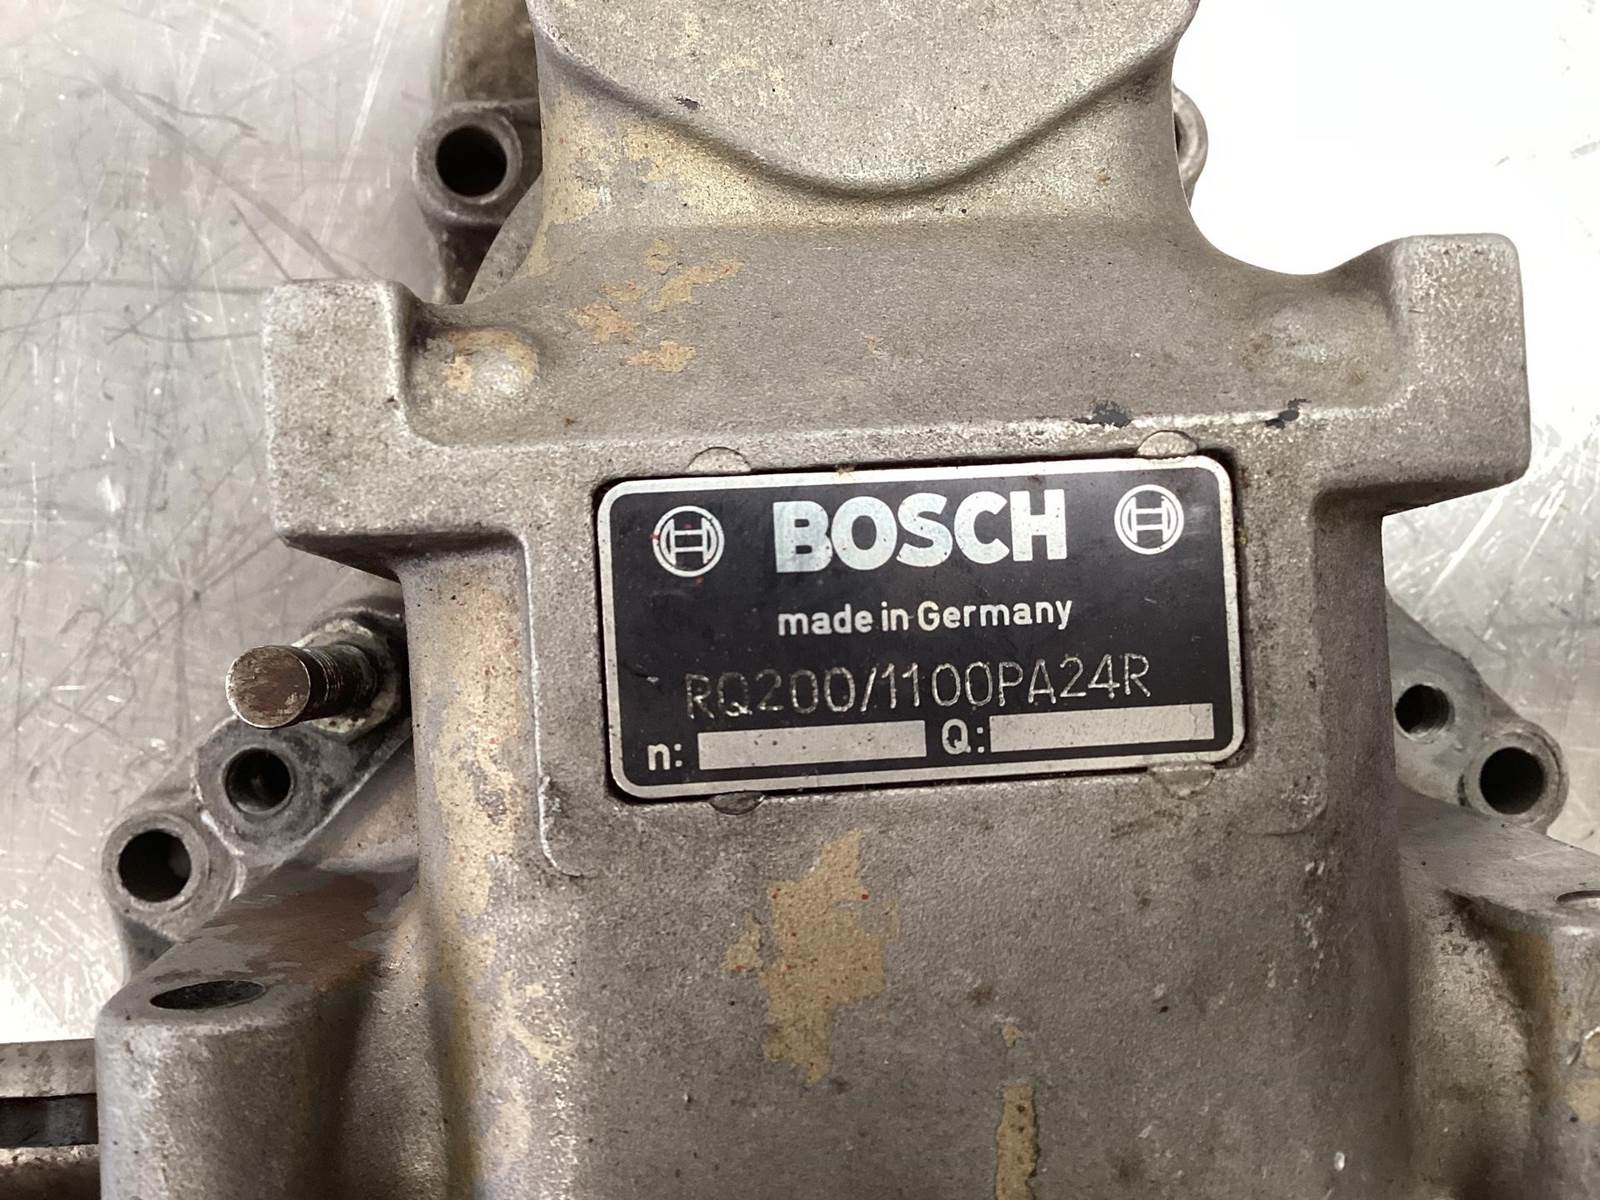 BOSCH
made in Germany
RQ200/1100PA24R
n: Q: